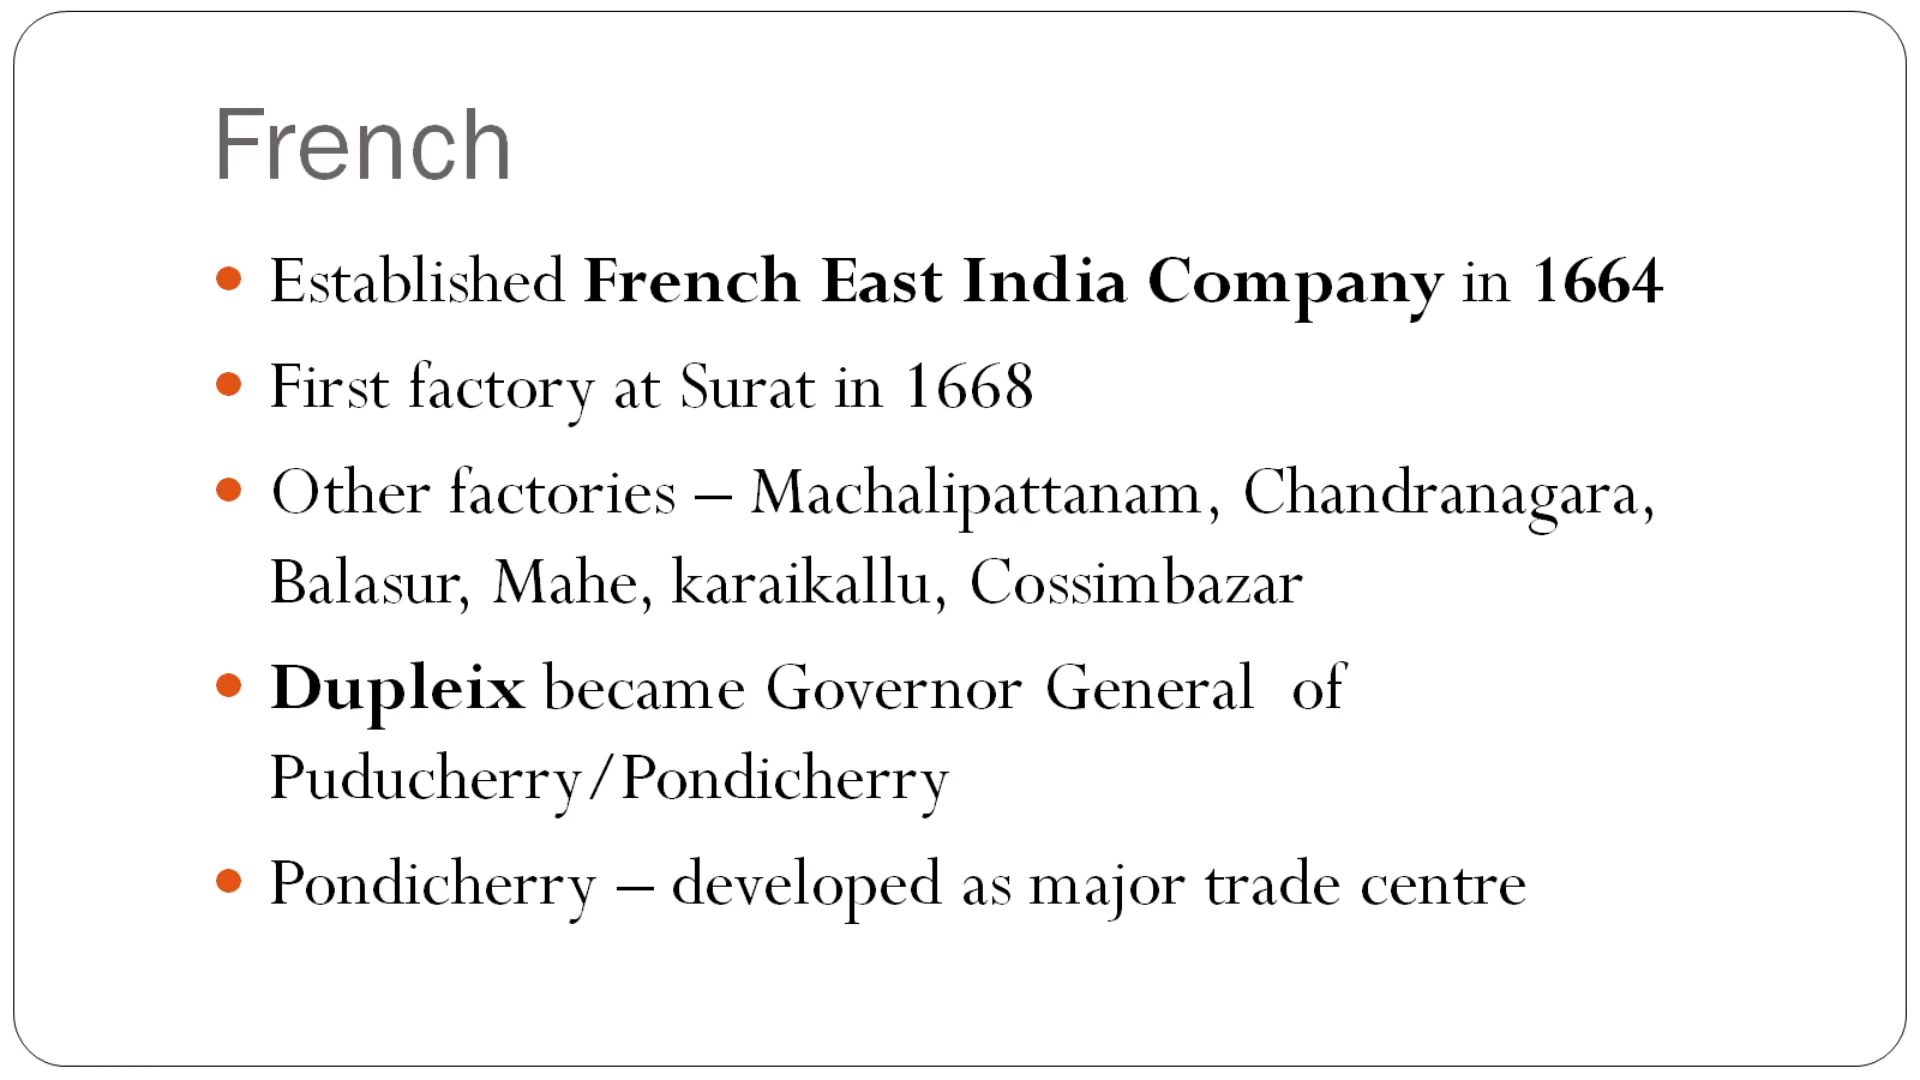 French
• Established French East India Company in 1664
• First factory at Surat in 1668
• Other factories – Machalipattanam, Chandranagara,
Balasur, Mahe, karaikallu, Cossimbazar
• Dupleix became Governor General  of
Puducherry/Pondicherry
• Pondicherry – developed as major trade centre